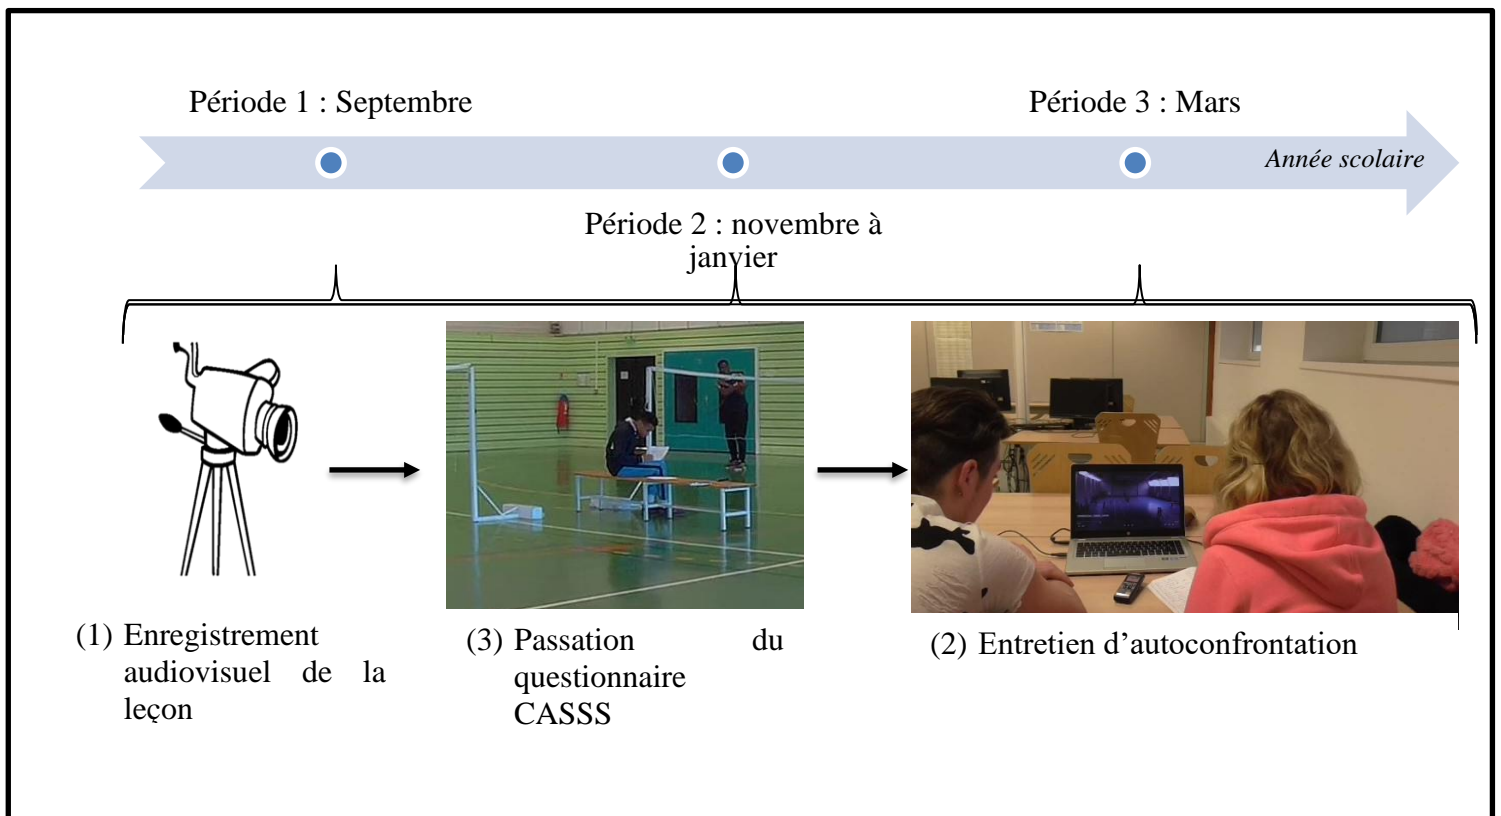 Période 1 : Septembre
Période 3 : Mars
Année scolaire
Période 2 : novembre à
janvier
(1) Enregistrement
audiovisuel de la
leçon
(3) Passation du
questionnaire
CASSS
(2) Entretien d’autoconfrontation